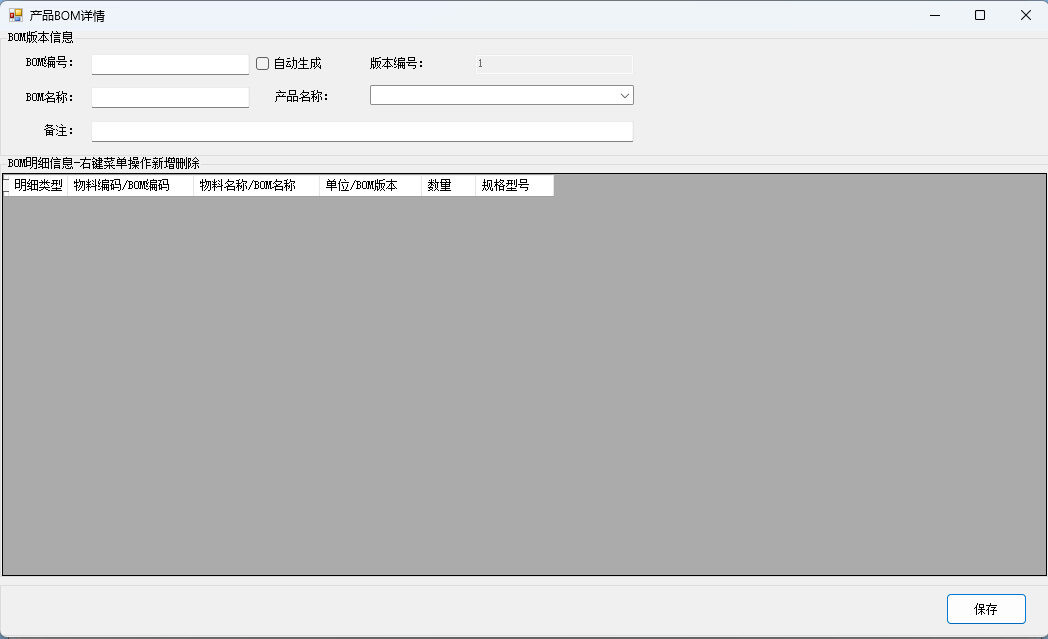 产品BOM详情
BOM版本信息
BOM编号： 自动生成 版本编号： 1
BOM名称： 产品名称：
备注：
BOM明细信息-右键菜单操作新增删除
明细类型 物料编码/BOM编码 物料名称/BOM名称 单位/BOM版本 数量 规格型号
保存